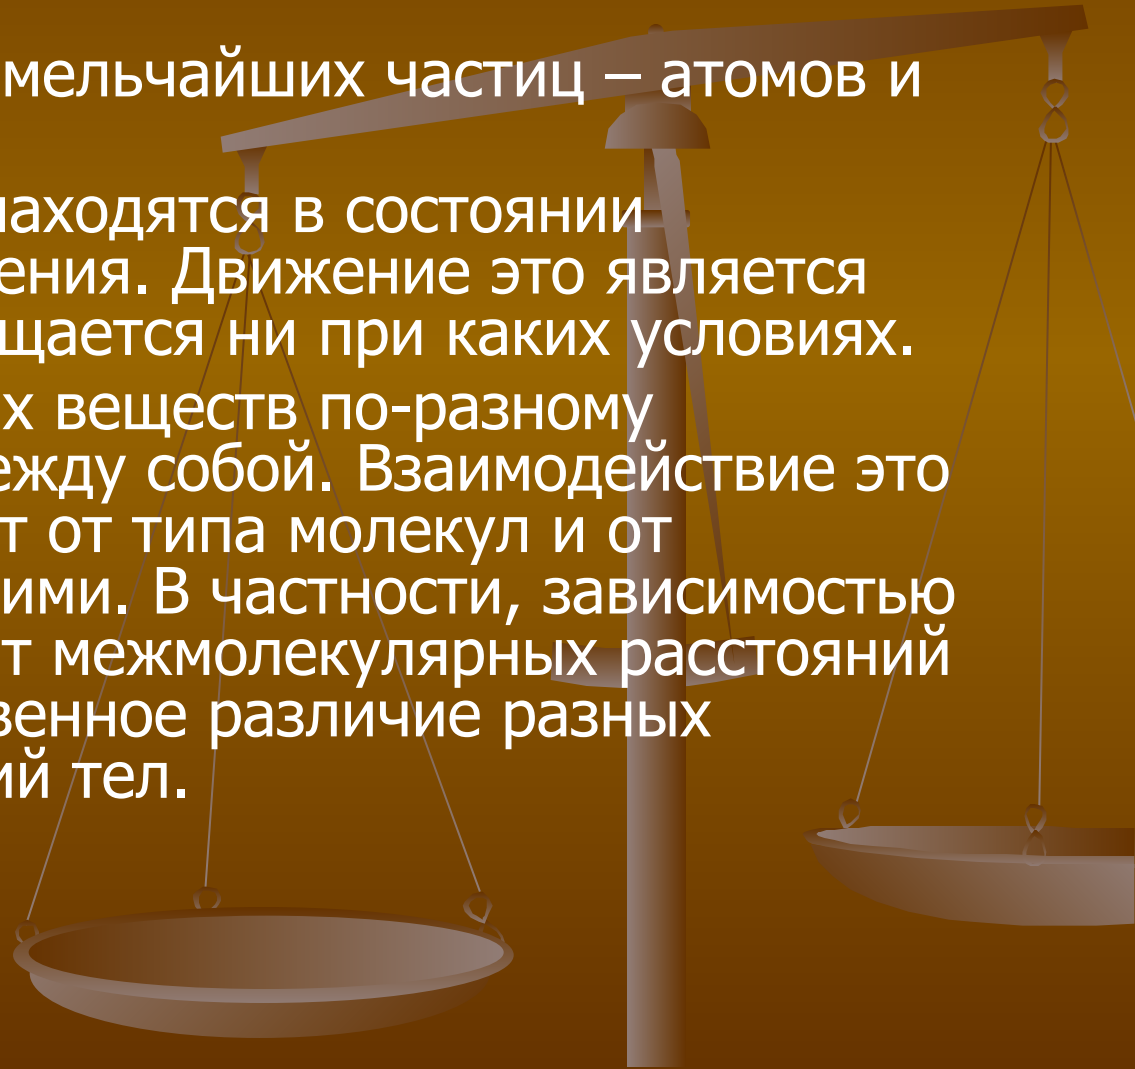 мельчайших частиц – атомов и
находятся в состоянии
ения. Движение это является
щается ни при каких условиях.
х веществ по-разному
ежду собой. Взаимодействие это
т от типа молекул и от
ими. В частности, зависимостью
т межмолекулярных расстояний
венное различие разных
ий тел.